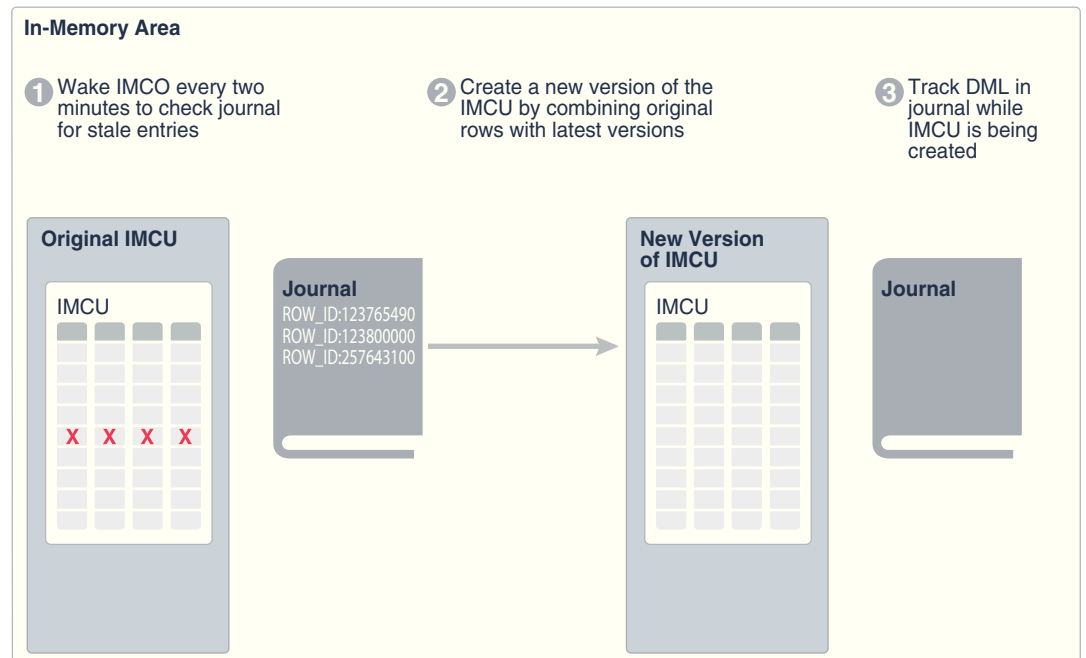 In-Memory Area
1 Wake IMCO every two
minutes to check journal
for stale entries
2 Create a new version of the
IMCU by combining original
rows with latest versions
3 Track DML in
journal while
IMCU is being
created
Original IMCU
IMCU
X X X X
Journal
ROW_ID:123765490
ROW_ID:123800000
ROW_ID:257643100
New Version
of IMCU
IMCU
Journal